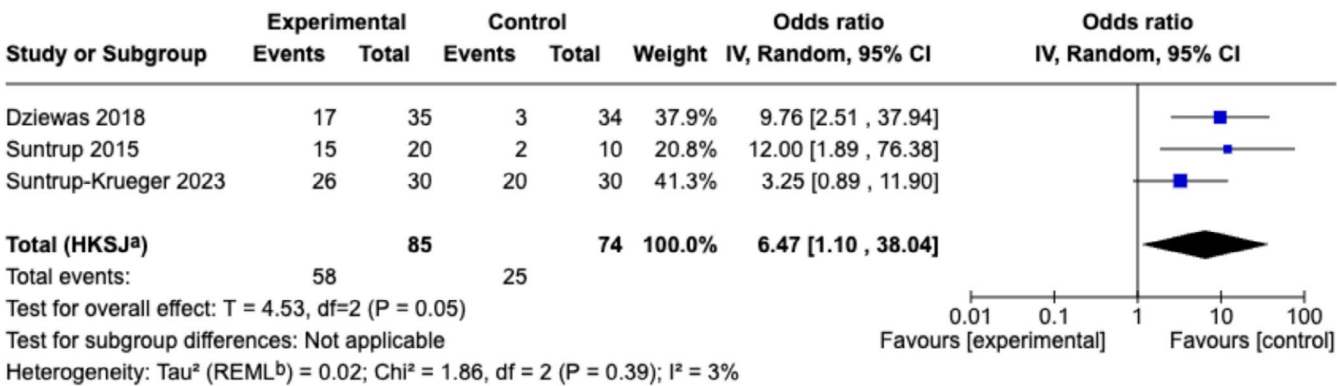 Experimental Control Odds ratio Odds ratio
Study or Subgroup Events Total Events Total Weight IV, Random, 95% CI IV, Random, 95% CI
Dziewas 2018 17 35 3 34 37.9% 9.76 [2.51 , 37.94]
Suntrup 2015 15 20 2 10 20.8% 12.00 [1.89 , 76.38]
Suntrup-Krueger 2023 26 30 20 30 41.3% 3.25 [0.89 , 11.90]
Total (HKSJª) 85 74 100.0% 6.47 [1.10 , 38.04]
Total events: 58 25
Test for overall effect: T = 4.53, df=2 (P = 0.05)
0.01 0.1 1 10 100
Test for subgroup differences: Not applicable
Favours [experimental] Favours [control]
Heterogeneity: Tau² (REMLᵇ) = 0.02; Chi² = 1.86, df = 2 (P = 0.39); I² = 3%